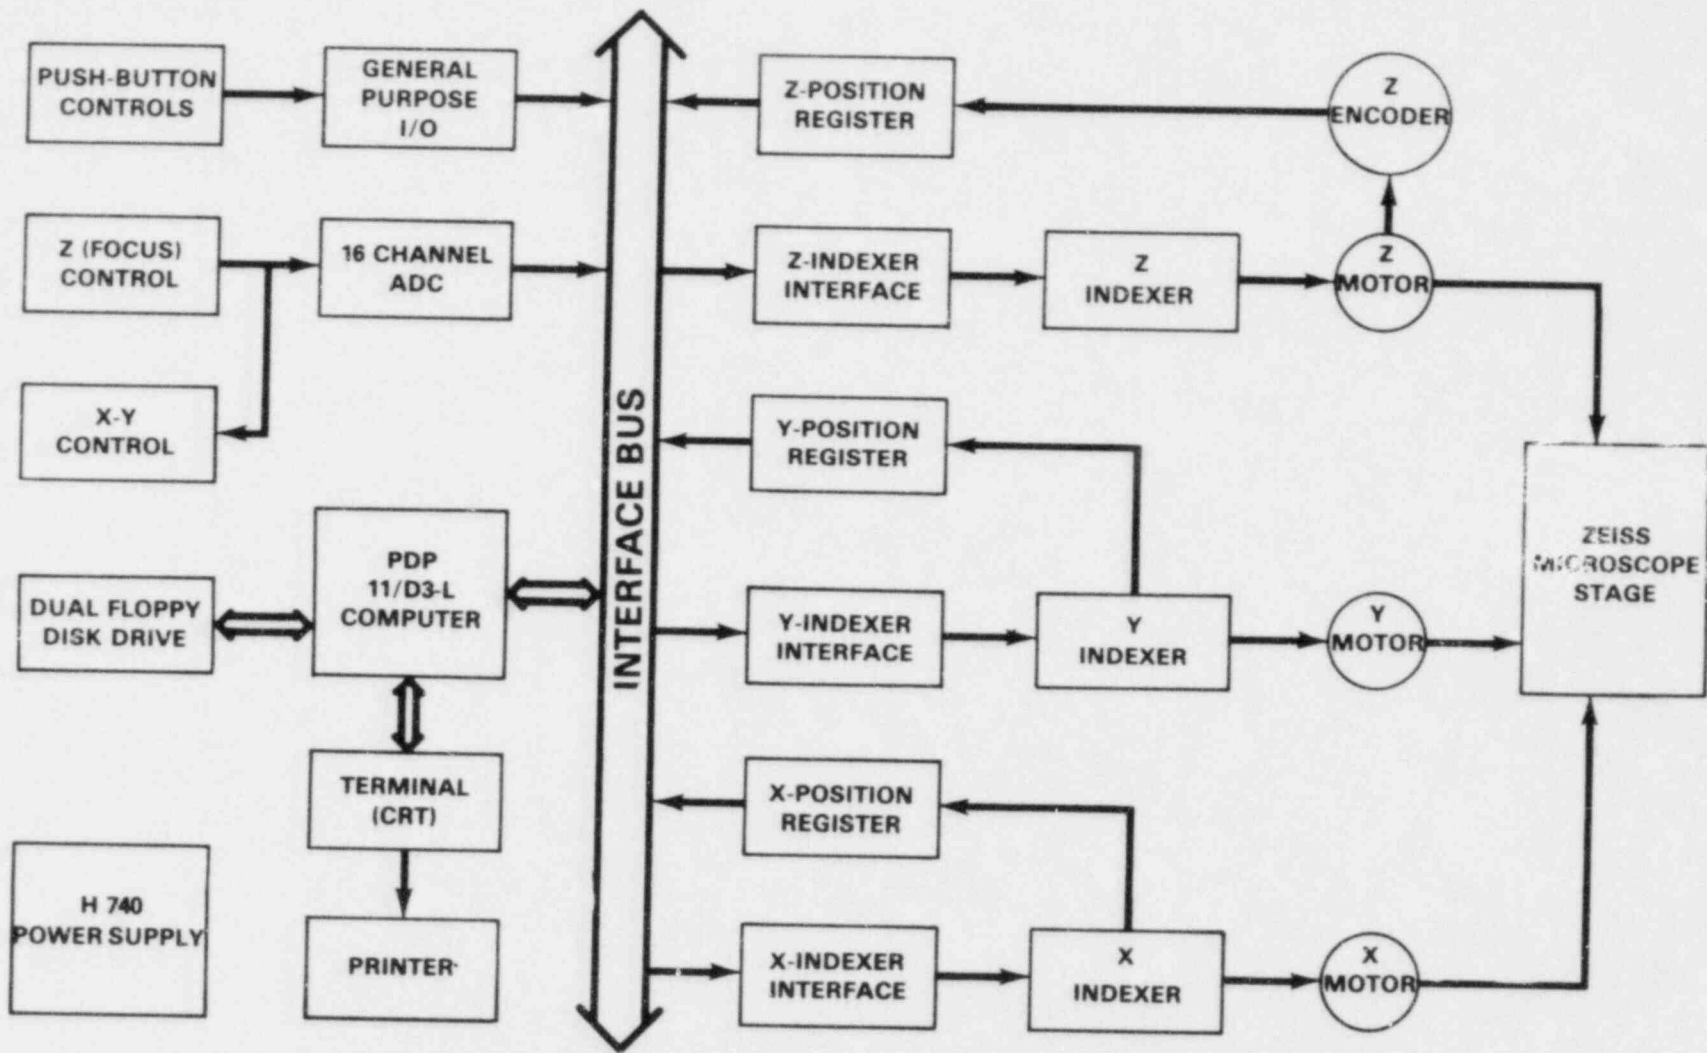 PUSH-BUTTON
CONTROLS
GENERAL
PURPOSE
I/O
Z-POSITION
REGISTER
Z
ENCODER
Z (FOCUS)
CONTROL
16 CHANNEL
ADC
Z-INDEXER
INTERFACE
Z
INDEXER
Z
MOTOR
X-Y
CONTROL
INTERFACE BUS
Y-POSITION
REGISTER
ZEISS
MICROSCOPE
STAGE
DUAL FLOPPY
DISK DRIVE
PDP
11/D3-L
COMPUTER
Y-INDEXER
INTERFACE
Y
INDEXER
Y
MOTOR
TERMINAL
(CRT)
X-POSITION
REGISTER
H 740
POWER SUPPLY
PRINTER
X-INDEXER
INTERFACE
X
INDEXER
X
MOTOR